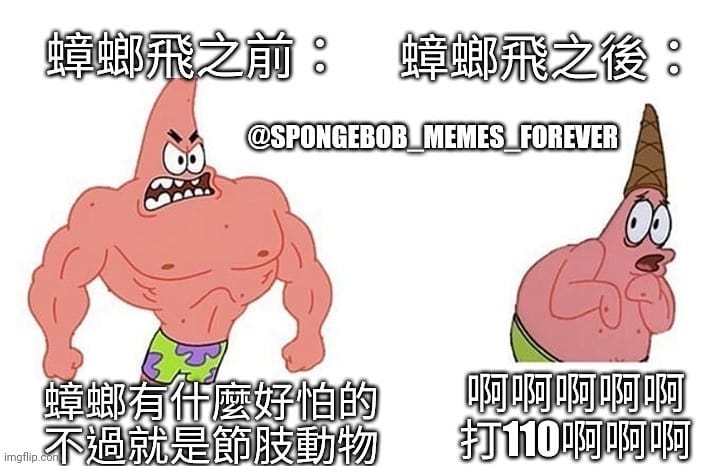 蟑螂飛之前：
蟑螂飛之後：
@SPONGEBOB_MEMES_FOREVER
蟑螂有什麼好怕的
不過就是節肢動物
啊啊啊啊啊
打110啊啊啊
imgflip.com